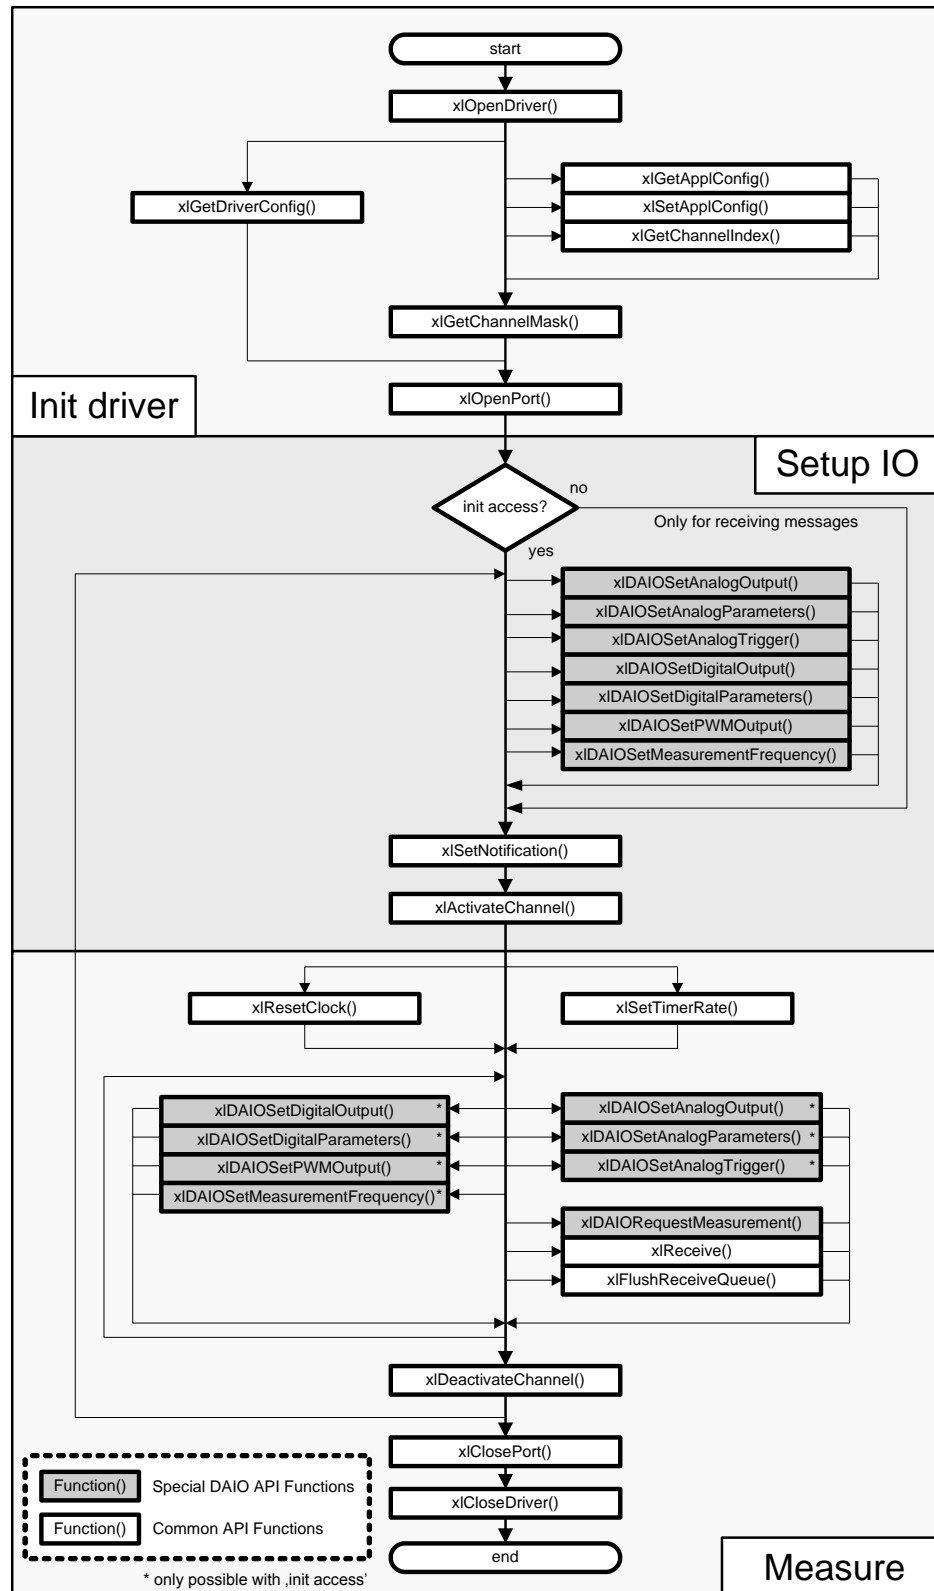 start
xlOpenDriver()
xlGetApplConfig()
xlGetDriverConfig()
xlSetApplConfig()
xlGetChannelIndex()
xlGetChannelMask()
Init driver
xlOpenPort()
Setup IO
init access?
no
Only for receiving messages
yes
xlDAIOSetAnalogOutput()
xlDAIOSetAnalogParameters()
xlDAIOSetAnalogTrigger()
xlDAIOSetDigitalOutput()
xlDAIOSetDigitalParameters()
xlDAIOSetPWMOutput()
xlDAIOSetMeasurementFrequency()
xlSetNotification()
xlActivateChannel()
xlResetClock()
xlSetTimerRate()
xlDAIOSetDigitalOutput() *
xlDAIOSetDigitalParameters() *
xlDAIOSetPWMOutput() *
xlDAIOSetMeasurementFrequency()*
xlDAIOSetAnalogOutput() *
xlDAIOSetAnalogParameters() *
xlDAIOSetAnalogTrigger() *
xlDAIORequestMeasurement()
xlReceive()
xlFlushReceiveQueue()
xlDeactivateChannel()
xlClosePort()
xlCloseDriver()
end
Function() Special DAIO API Functions
Function() Common API Functions
* only possible with ‚init access’
Measure